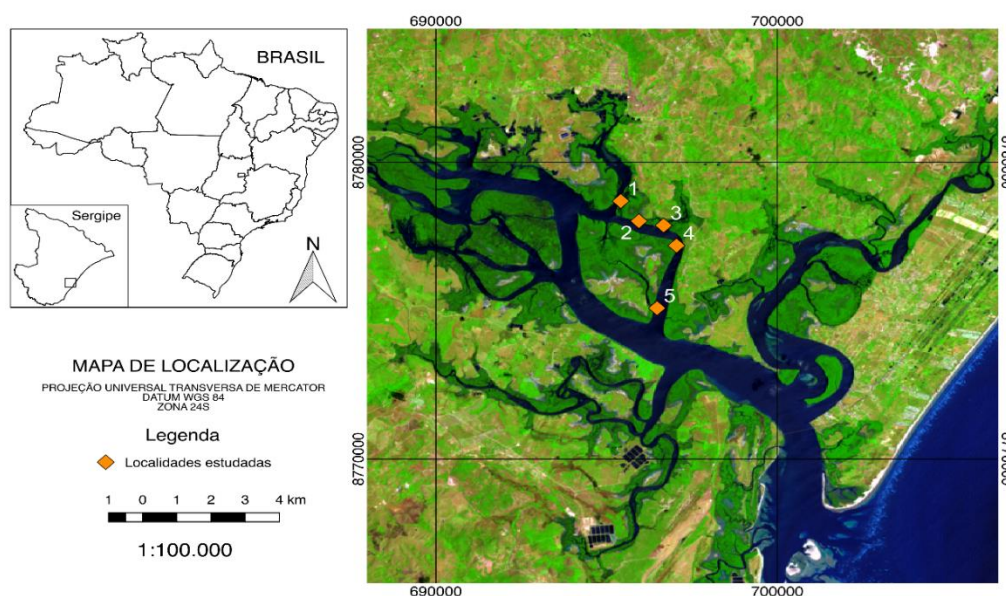 BRASIL
Sergipe
N
MAPA DE LOCALIZAÇÃO
PROJEÇÃO UNIVERSAL TRANSVERSA DE MERCATOR
DATUM WGS 84
ZONA 24S
Legenda
Localidades estudadas
1 0 1 2 3 4 km
1:100.000
690000 700000
8780000 8780000
1
2 3
4
5
8770000 8770000
690000 700000